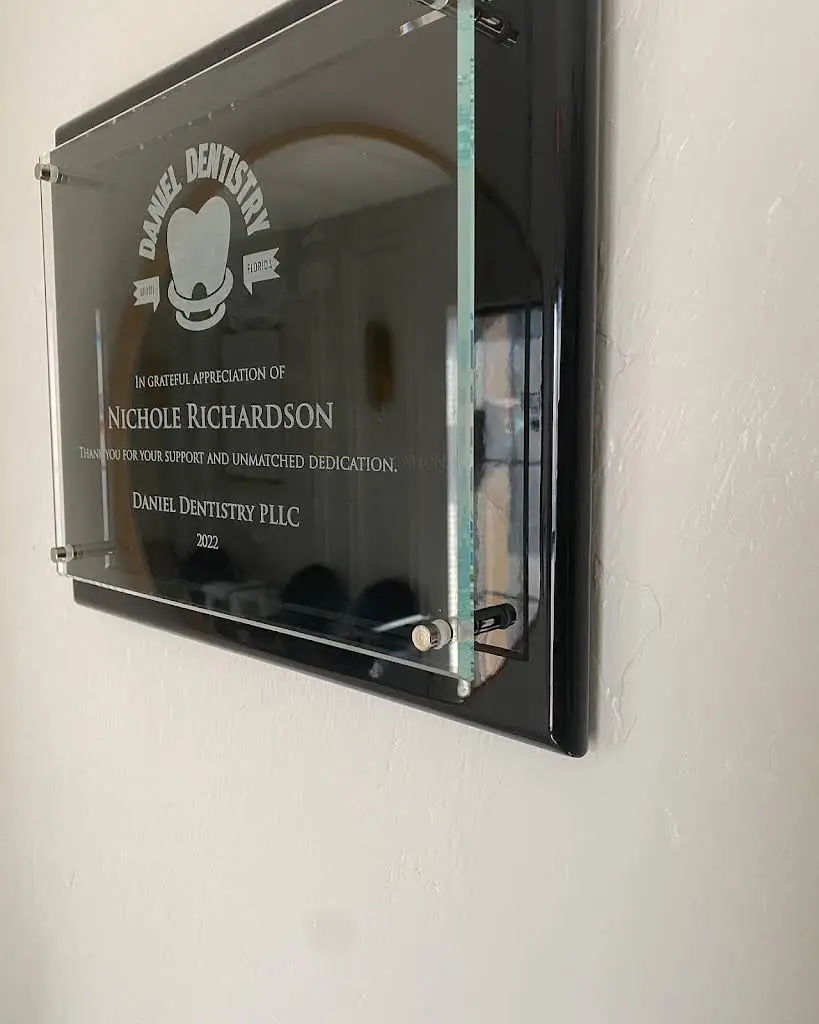 DANIEL DENTISTRY
FLORIDA
IN GRATEFUL APPRECIATION OF
NICHOLE RICHARDSON
THANK YOU FOR YOUR SUPPORT AND UNMATCHED DEDICATION.
DANIEL DENTISTRY PLLC
2022